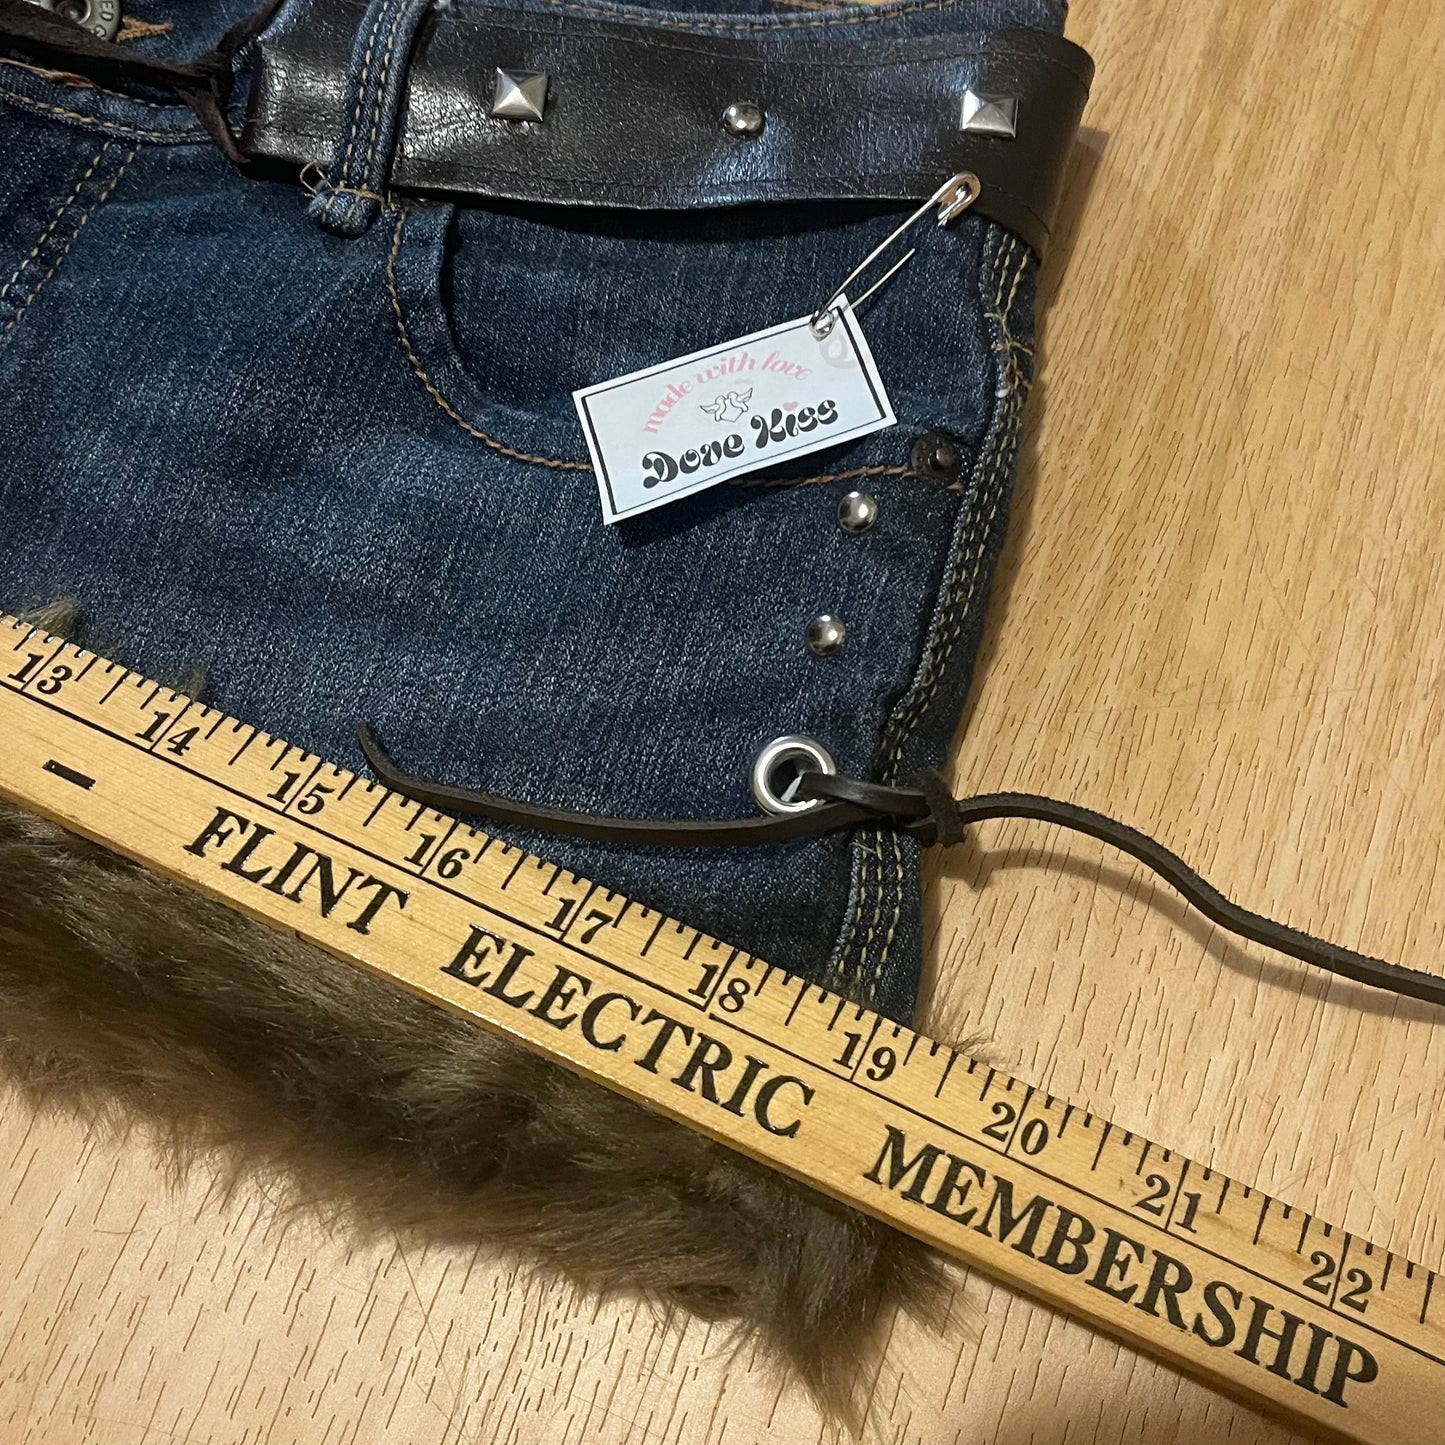 made with love
Dove Kiss
13 14 15 16 17 18 19 20 21 22
FLINT ELECTRIC MEMBERSHIP